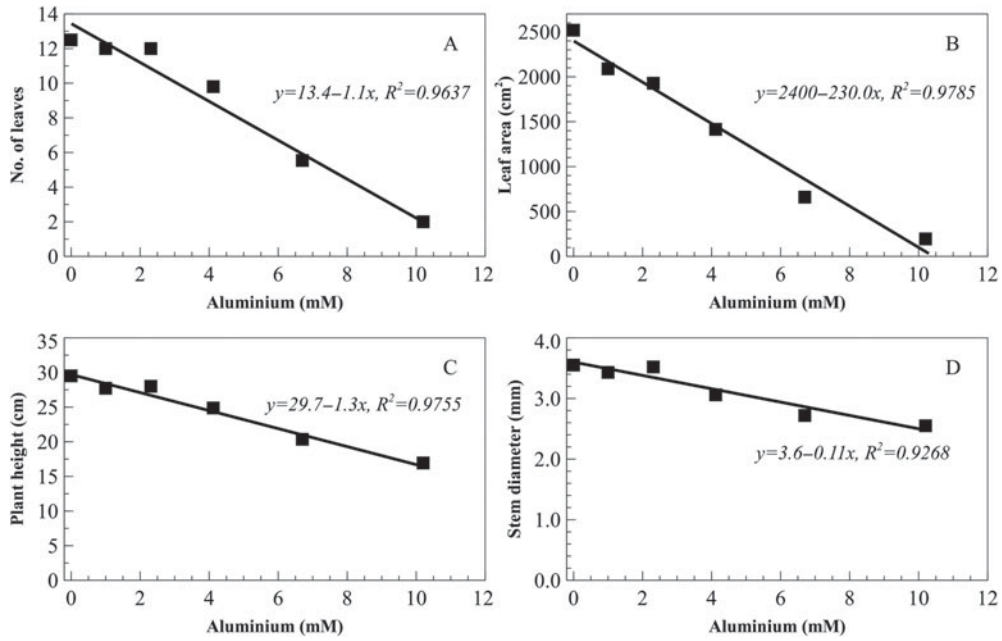 14
12
10
8
6
4
2
0
No. of leaves
A
y=13.4–1.1x, R²=0.9637
0 2 4 6 8 10 12
Aluminium (mM)
2500
2000
1500
1000
500
0
Leaf area (cm²)
B
y=2400–230.0x, R²=0.9785
0 2 4 6 8 10 12
Aluminium (mM)
35
30
25
20
15
10
5
0
Plant height (cm)
C
y=29.7–1.3x, R²=0.9755
0 2 4 6 8 10 12
Aluminium (mM)
4.0
3.0
2.0
1.0
0.0
Stem diameter (mm)
D
y=3.6–0.11x, R²=0.9268
0 2 4 6 8 10 12
Aluminium (mM)